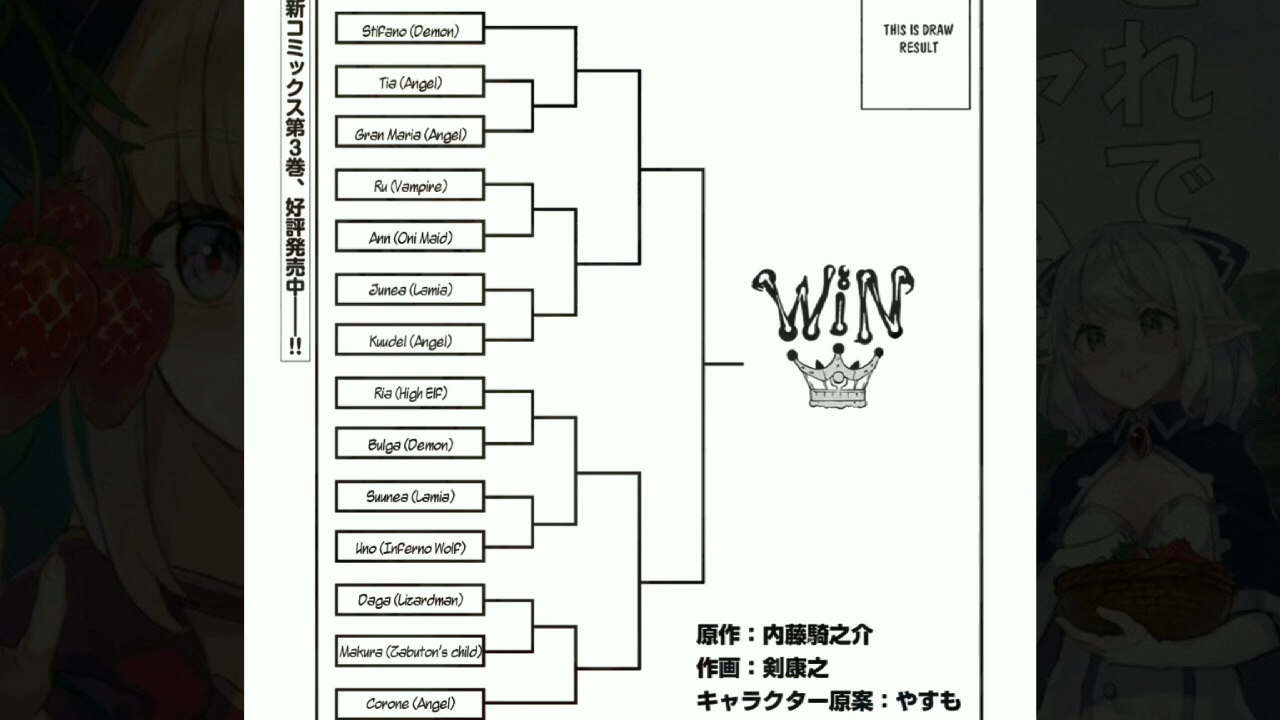 新コミックス第3巻、好評発売中――!!
Stifano (Demon)
Tia (Angel)
Gran Maria (Angel)
Ru (Vampire)
Ann (Oni Maid)
Junea (Lamia)
Kuudel (Angel)
Ria (High Elf)
Bulga (Demon)
Suunea (Lamia)
Uno (Inferno Wolf)
Daga (Lizardman)
Makura (Zabuton's child)
Corone (Angel)
THIS IS DRAW
RESULT
WiN
原作：内藤騎之介
作画：剣康之
キャラクター原案：やすも
れで